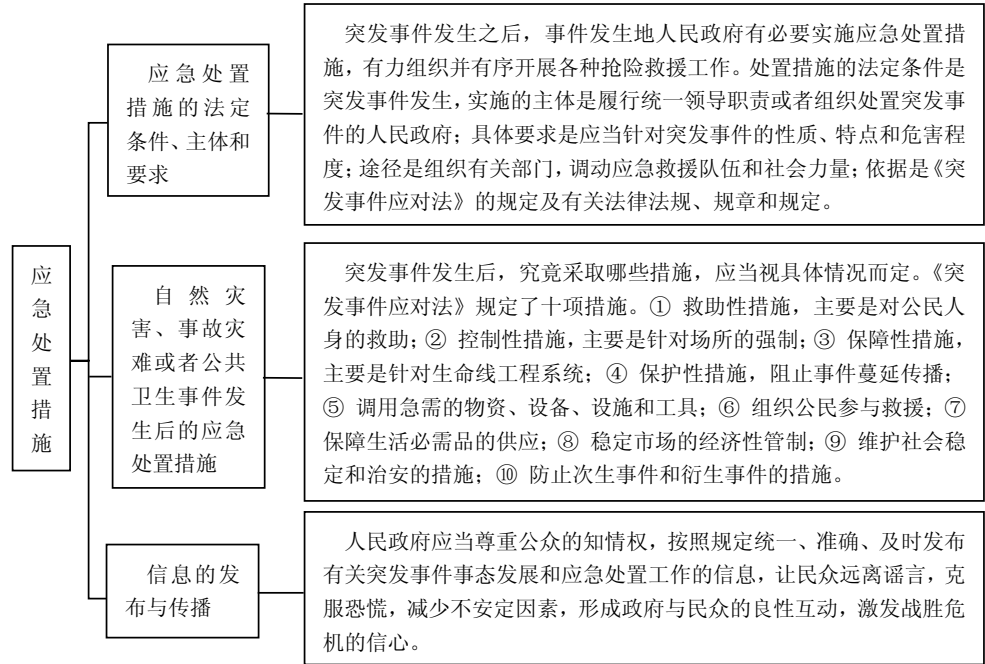 应急处置措施
应急处置
措施的法定
条件、主体和
要求
突发事件发生之后，事件发生地人民政府有必要实施应急处置措
施，有力组织并有序开展各种抢险救援工作。处置措施的法定条件是
突发事件发生，实施的主体是履行统一领导职责或者组织处置突发事
件的人民政府；具体要求是应当针对突发事件的性质、特点和危害程
度；途径是组织有关部门，调动应急救援队伍和社会力量；依据是《突
发事件应对法》的规定及有关法律法规、规章和规定。
自然灾
害、事故灾
难或者公共
卫生事件发
生后的应急
处置措施
突发事件发生后，究竟采取哪些措施，应当视具体情况而定。《突
发事件应对法》规定了十项措施。① 救助性措施，主要是对公民人
身的救助；② 控制性措施，主要是针对场所的强制；③ 保障性措施，
主要是针对生命线工程系统；④ 保护性措施，阻止事件蔓延传播；
⑤ 调用急需的物资、设备、设施和工具；⑥ 组织公民参与救援；⑦
保障生活必需品的供应；⑧ 稳定市场的经济性管制；⑨ 维护社会稳
定和治安的措施；⑩ 防止次生事件和衍生事件的措施。
信息的发
布与传播
人民政府应当尊重公众的知情权，按照规定统一、准确、及时发布
有关突发事件事态发展和应急处置工作的信息，让民众远离谣言，克
服恐慌，减少不安定因素，形成政府与民众的良性互动，激发战胜危
机的信心。